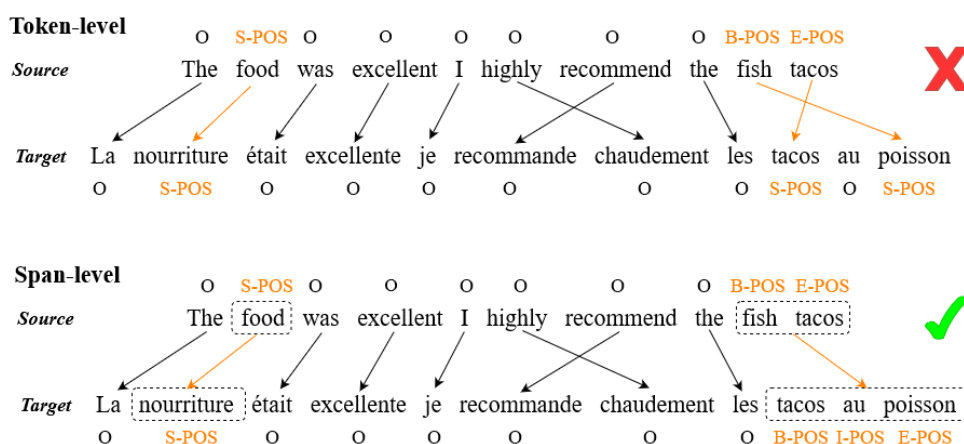 Token-level
O S-POS O O O O O O B-POS E-POS
Source The food was excellent I highly recommend the fish tacos
Target La nourriture était excellente je recommande chaudement les tacos au poisson
O S-POS O O O O O O S-POS O S-POS
Span-level
O S-POS O O O O O O B-POS E-POS
Source The food was excellent I highly recommend the fish tacos
Target La nourriture était excellente je recommande chaudement les tacos au poisson
O S-POS O O O O O O B-POS I-POS E-POS